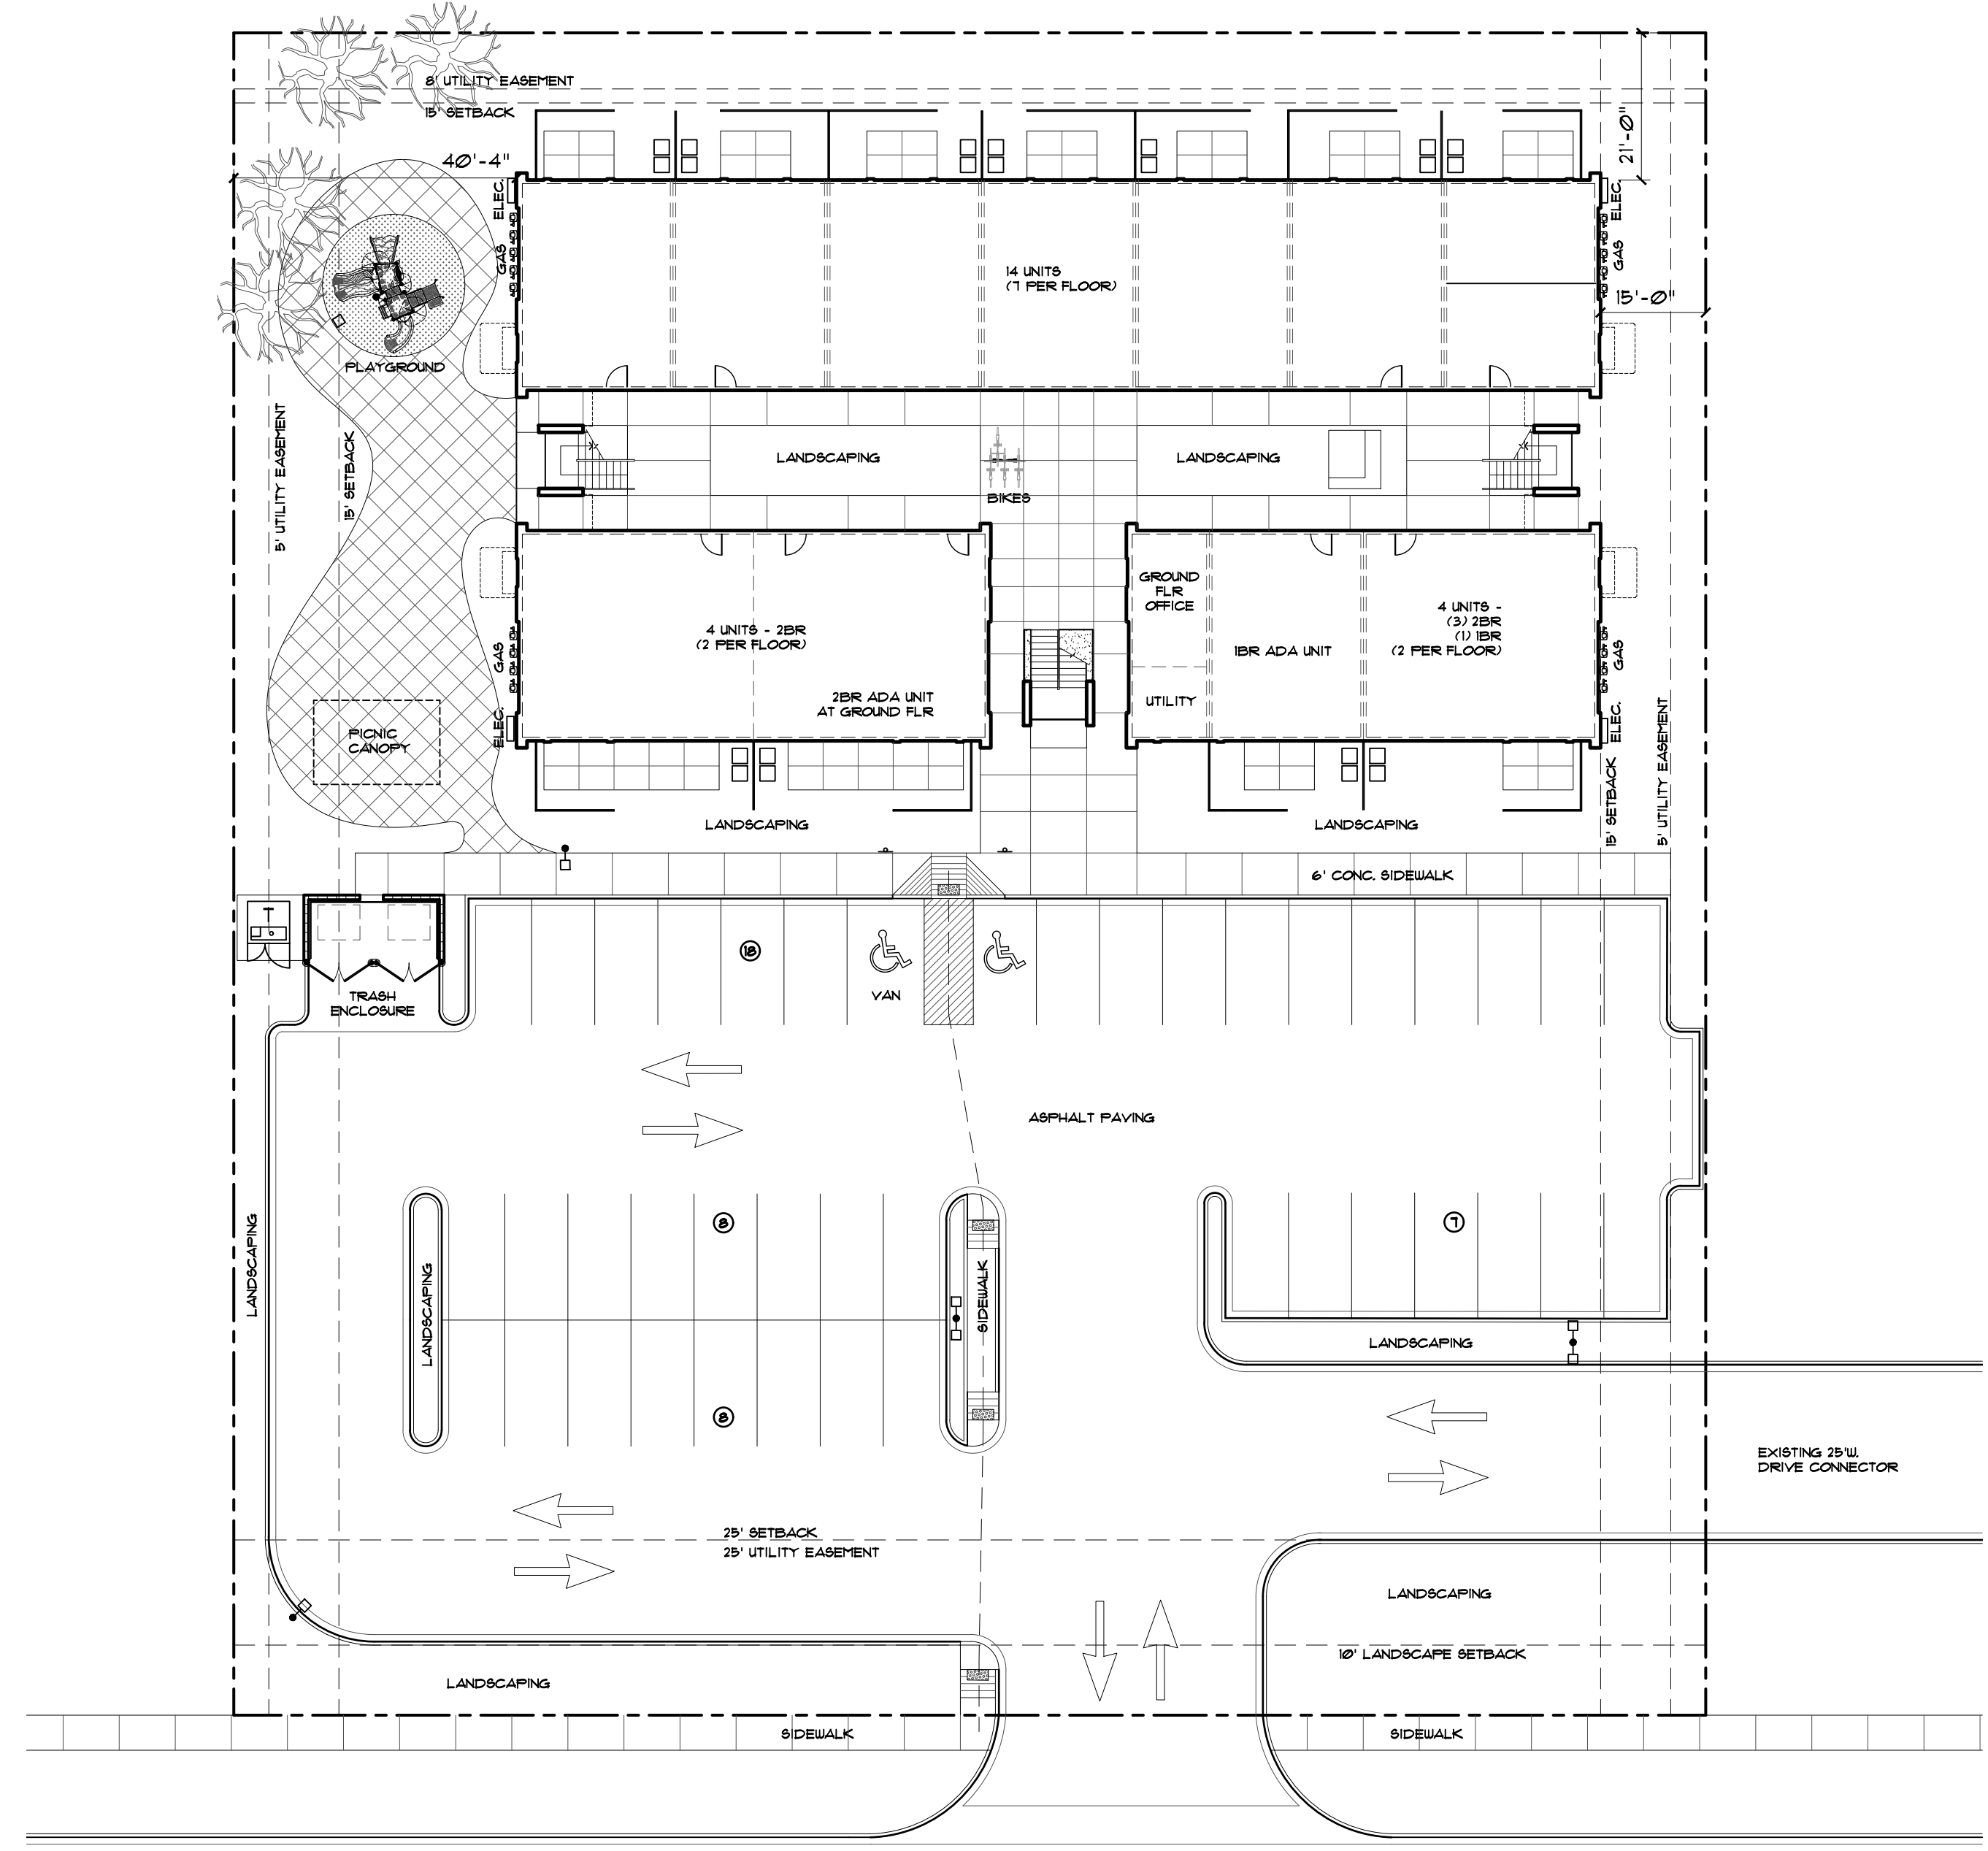 8' UTILITY EASEMENT
15' SETBACK
40'-4"
21'-0"
ELEC.
GAS
ELEC.
GAS
15'-0"
14 UNITS
(7 PER FLOOR)
PLAYGROUND
5' UTILITY EASEMENT
15' SETBACK
LANDSCAPING
BIKES
LANDSCAPING
4 UNITS - 2BR
(2 PER FLOOR)
2BR ADA UNIT
AT GROUND FLR
GROUND
FLR
OFFICE
UTILITY
1BR ADA UNIT
4 UNITS -
(3) 2BR
(1) 1BR
(2 PER FLOOR)
GAS
ELEC.
GAS
ELEC.
PICNIC
CANOPY
15' SETBACK
5' UTILITY EASEMENT
LANDSCAPING
LANDSCAPING
6' CONC. SIDEWALK
18
VAN
TRASH
ENCLOSURE
ASPHALT PAVING
LANDSCAPING
LANDSCAPING
8
8
SIDEWALK
7
LANDSCAPING
EXISTING 25'W.
DRIVE CONNECTOR
25' SETBACK
25' UTILITY EASEMENT
LANDSCAPING
10' LANDSCAPE SETBACK
LANDSCAPING
SIDEWALK
SIDEWALK